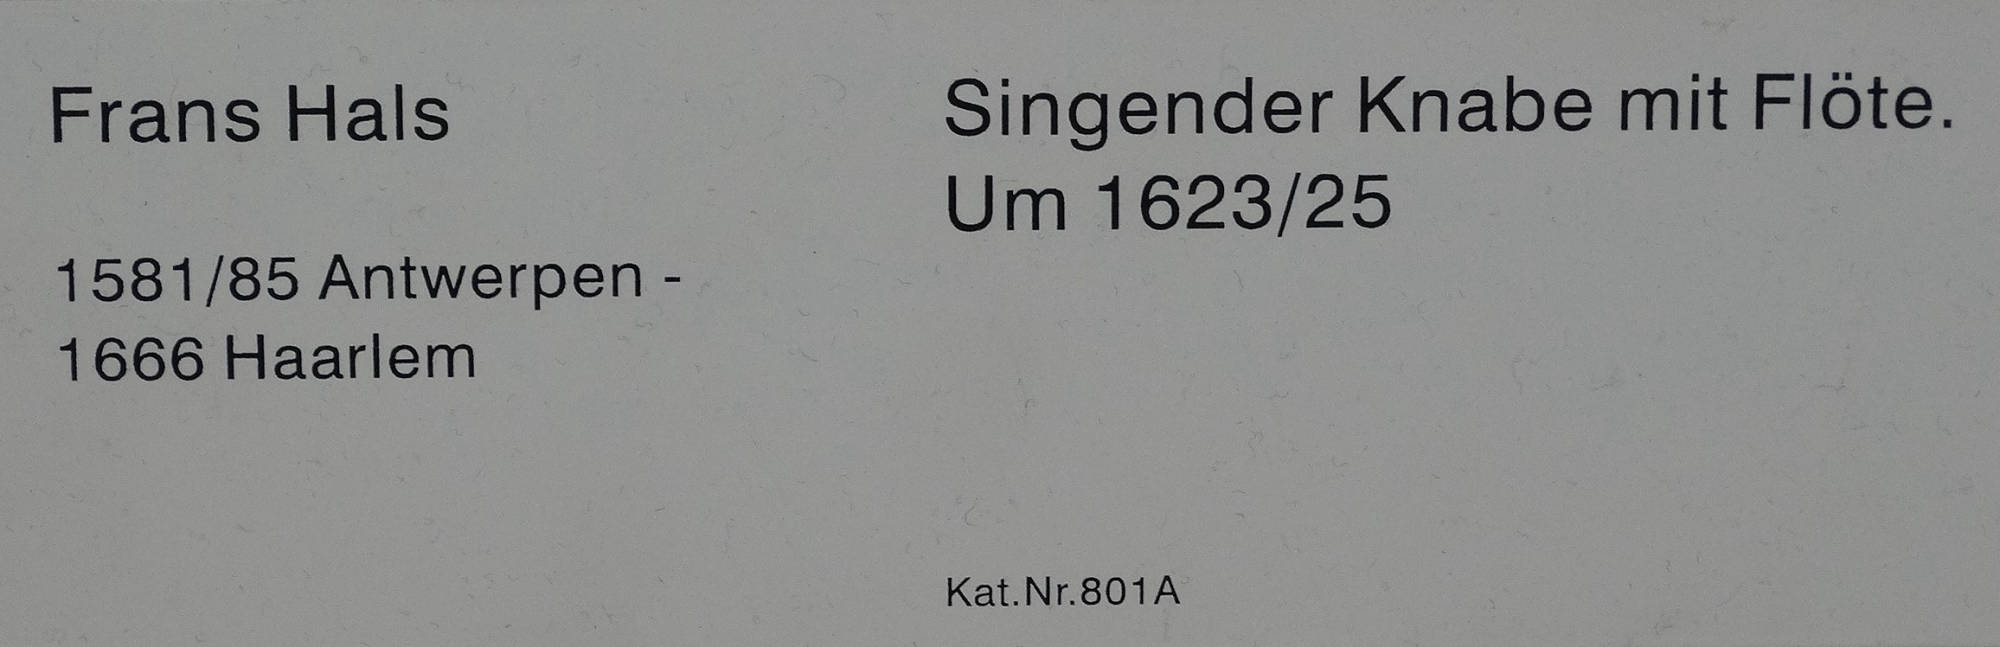 Frans Hals
1581/85 Antwerpen -
1666 Haarlem
Singender Knabe mit Flöte.
Um 1623/25
Kat.Nr.801A